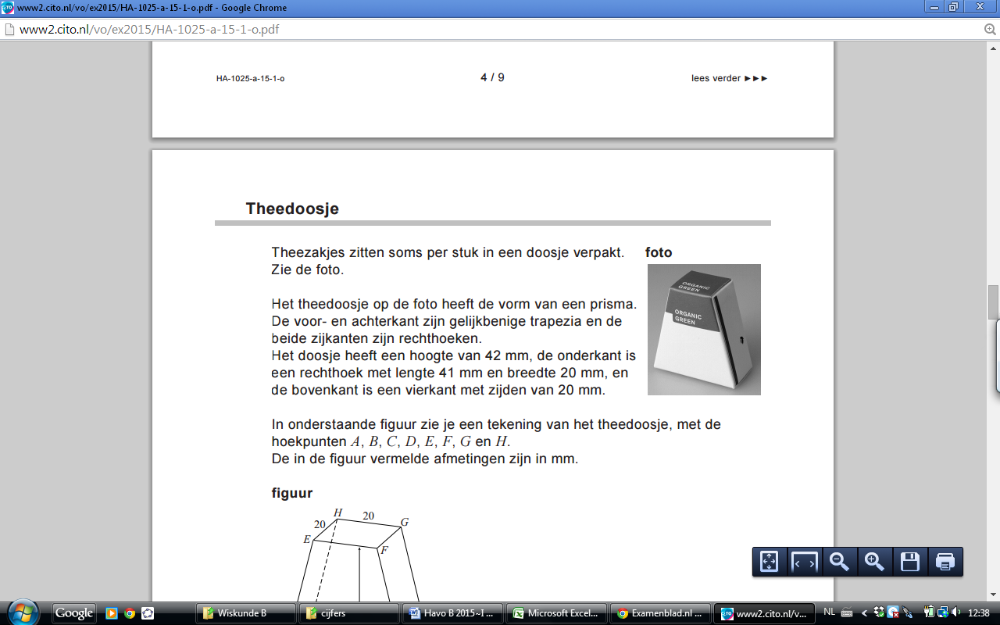 www2.cito.nl/vo/ex2015/HA-1025-a-15-1-o.pdf - Google Chrome
www2.cito.nl/vo/ex2015/HA-1025-a-15-1-o.pdf
HA-1025-a-15-1-o 4 / 9 lees verder ►►►
Theedoosje
Theezakjes zitten soms per stuk in een doosje verpakt.
Zie de foto.
foto
ORGANIC
GREEN
ORGANIC
GREEN
Het theedoosje op de foto heeft de vorm van een prisma.
De voor- en achterkant zijn gelijkbenige trapezia en de
beide zijkanten zijn rechthoeken.
Het doosje heeft een hoogte van 42 mm, de onderkant is
een rechthoek met lengte 41 mm en breedte 20 mm, en
de bovenkant is een vierkant met zijden van 20 mm.
In onderstaande figuur zie je een tekening van het theedoosje, met de
hoekpunten A, B, C, D, E, F, G en H.
De in de figuur vermelde afmetingen zijn in mm.
figuur
H 20 G
20
E F
Google Wiskunde B cijfers Havo B 2015~I ... Microsoft Excel... Examenblad.nl ... www2.cito.nl/v... NL 12:38